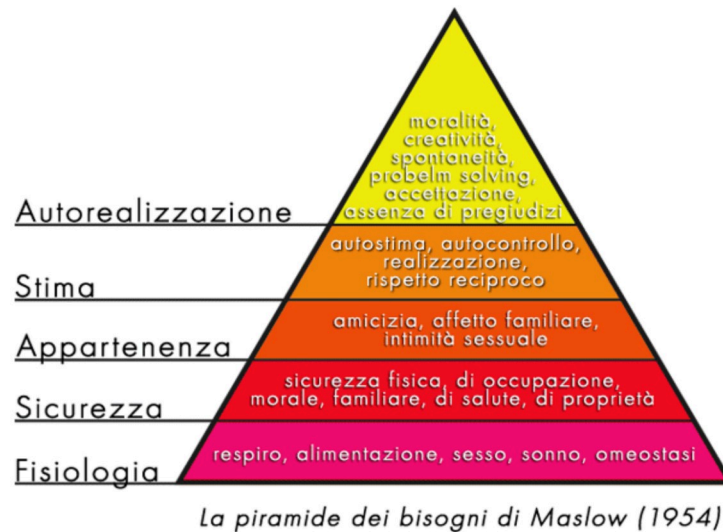 moralità,
creatività,
spontaneità,
probelm solving,
accettazione,
assenza di pregiudizi
Autorealizzazione
autostima, autocontrollo,
realizzazione,
rispetto reciproco
Stima
amicizia, affetto familiare,
intimità sessuale
Appartenenza
sicurezza fisica, di occupazione,
morale, familiare, di salute, di proprietà
Sicurezza
respiro, alimentazione, sesso, sonno, omeostasi
Fisiologia
La piramide dei bisogni di Maslow (1954)